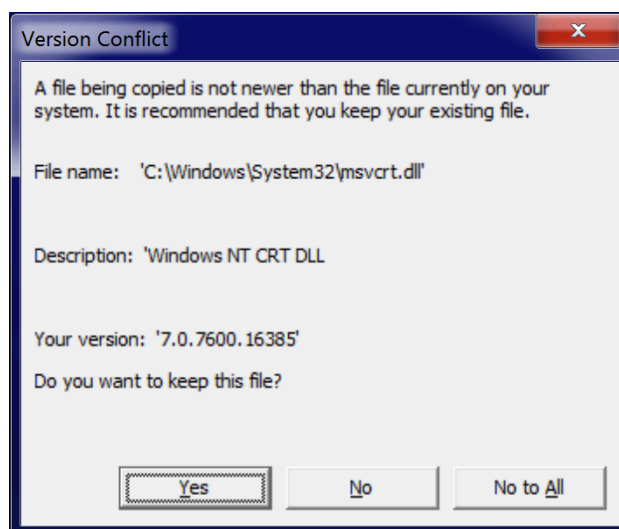 Version Conflict
A file being copied is not newer than the file currently on your
system. It is recommended that you keep your existing file.
File name: 'C:\Windows\System32\msvcrt.dll'
Description: 'Windows NT CRT DLL
Your version: '7.0.7600.16385'
Do you want to keep this file?
Yes No No to All